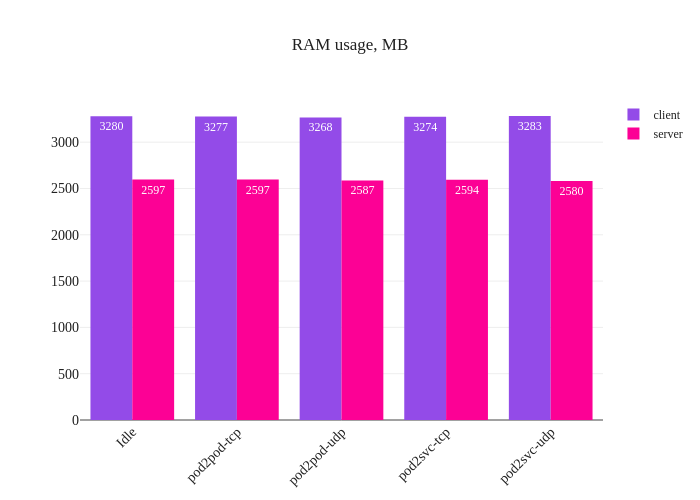 RAM usage, MB
client
server
3280
3277
3268
3274
3283
2597
2597
2587
2594
2580
3000
2500
2000
1500
1000
500
0
Idle
pod2pod-tcp
pod2pod-udp
pod2svc-tcp
pod2svc-udp